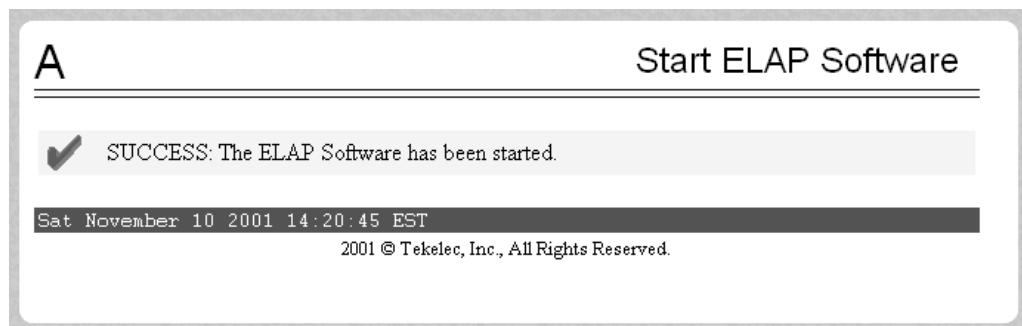 A
Start ELAP Software
SUCCESS: The ELAP Software has been started.
Sat November 10 2001 14:20:45 EST
2001 © Tekelec, Inc., All Rights Reserved.